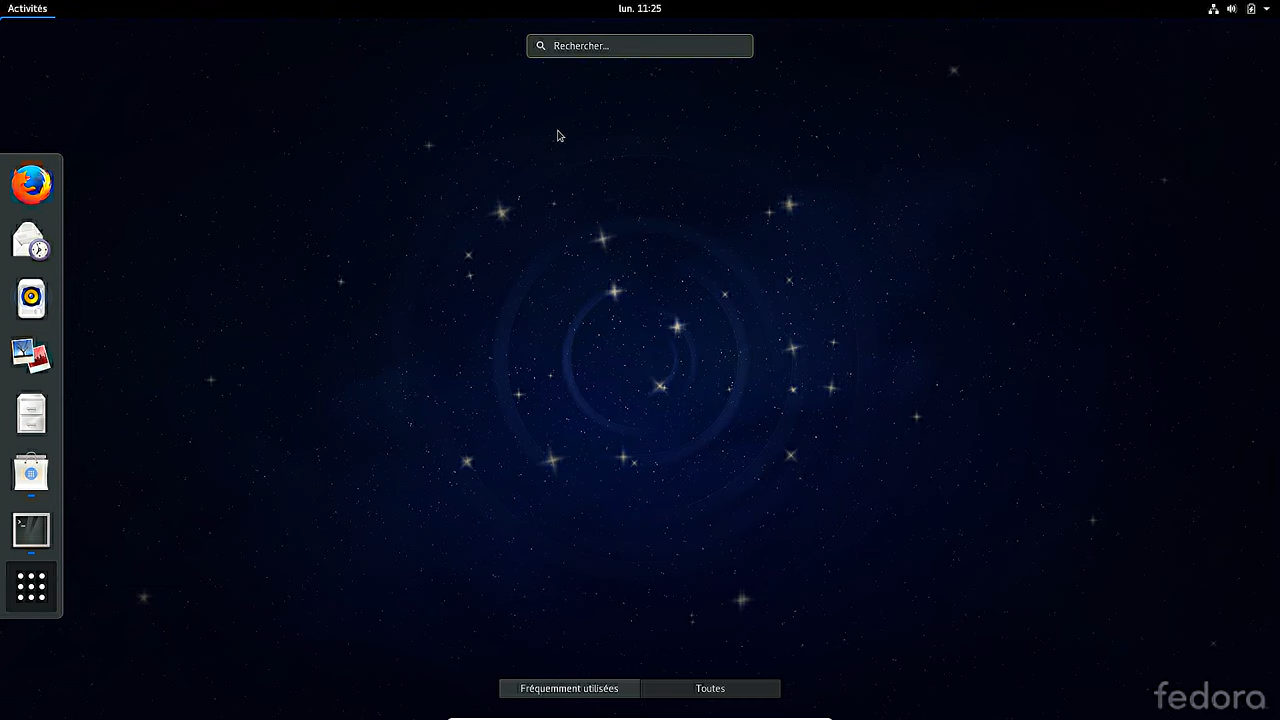 Activités
lun. 11:25
Rechercher...
Fréquemment utilisées
Toutes
fedora